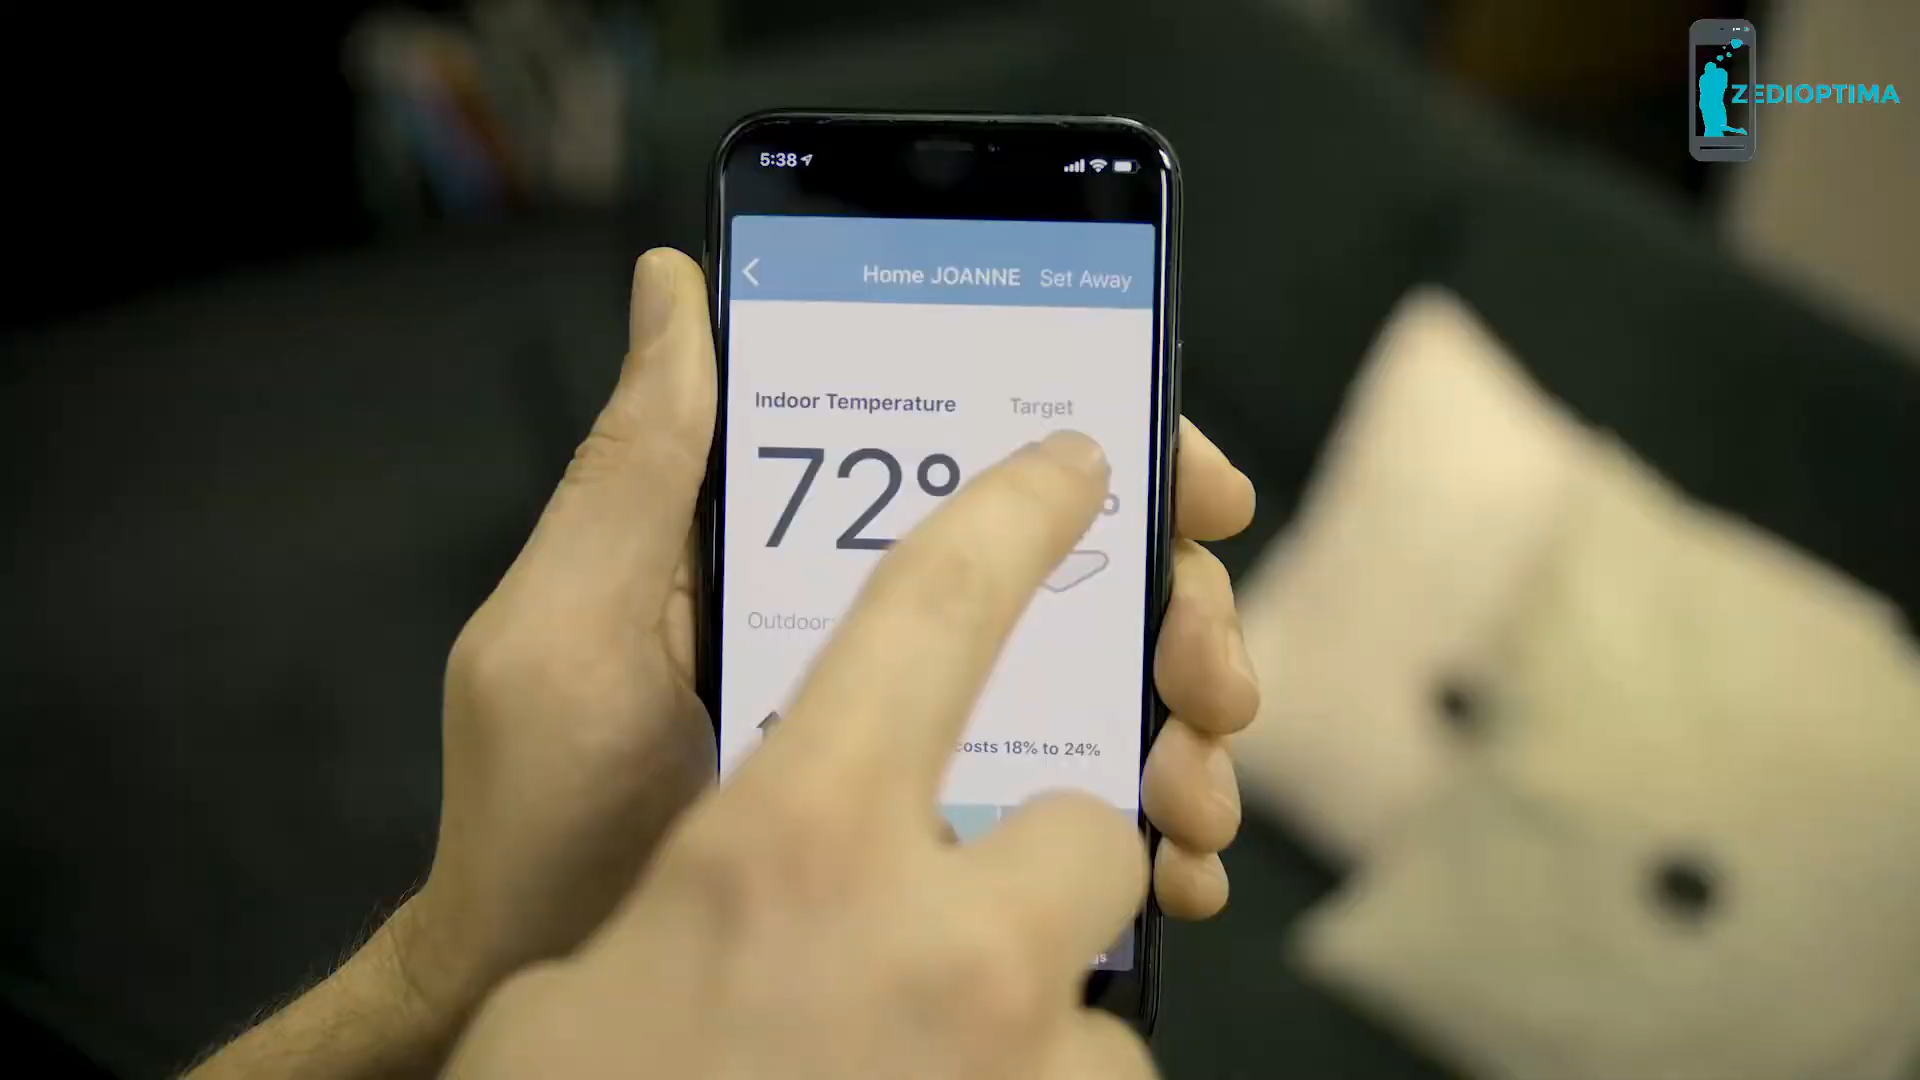 ZEDIOPTIMA
5:38
Home JOANNE Set Away
Indoor Temperature Target
72°
Outdoor
costs 18% to 24%